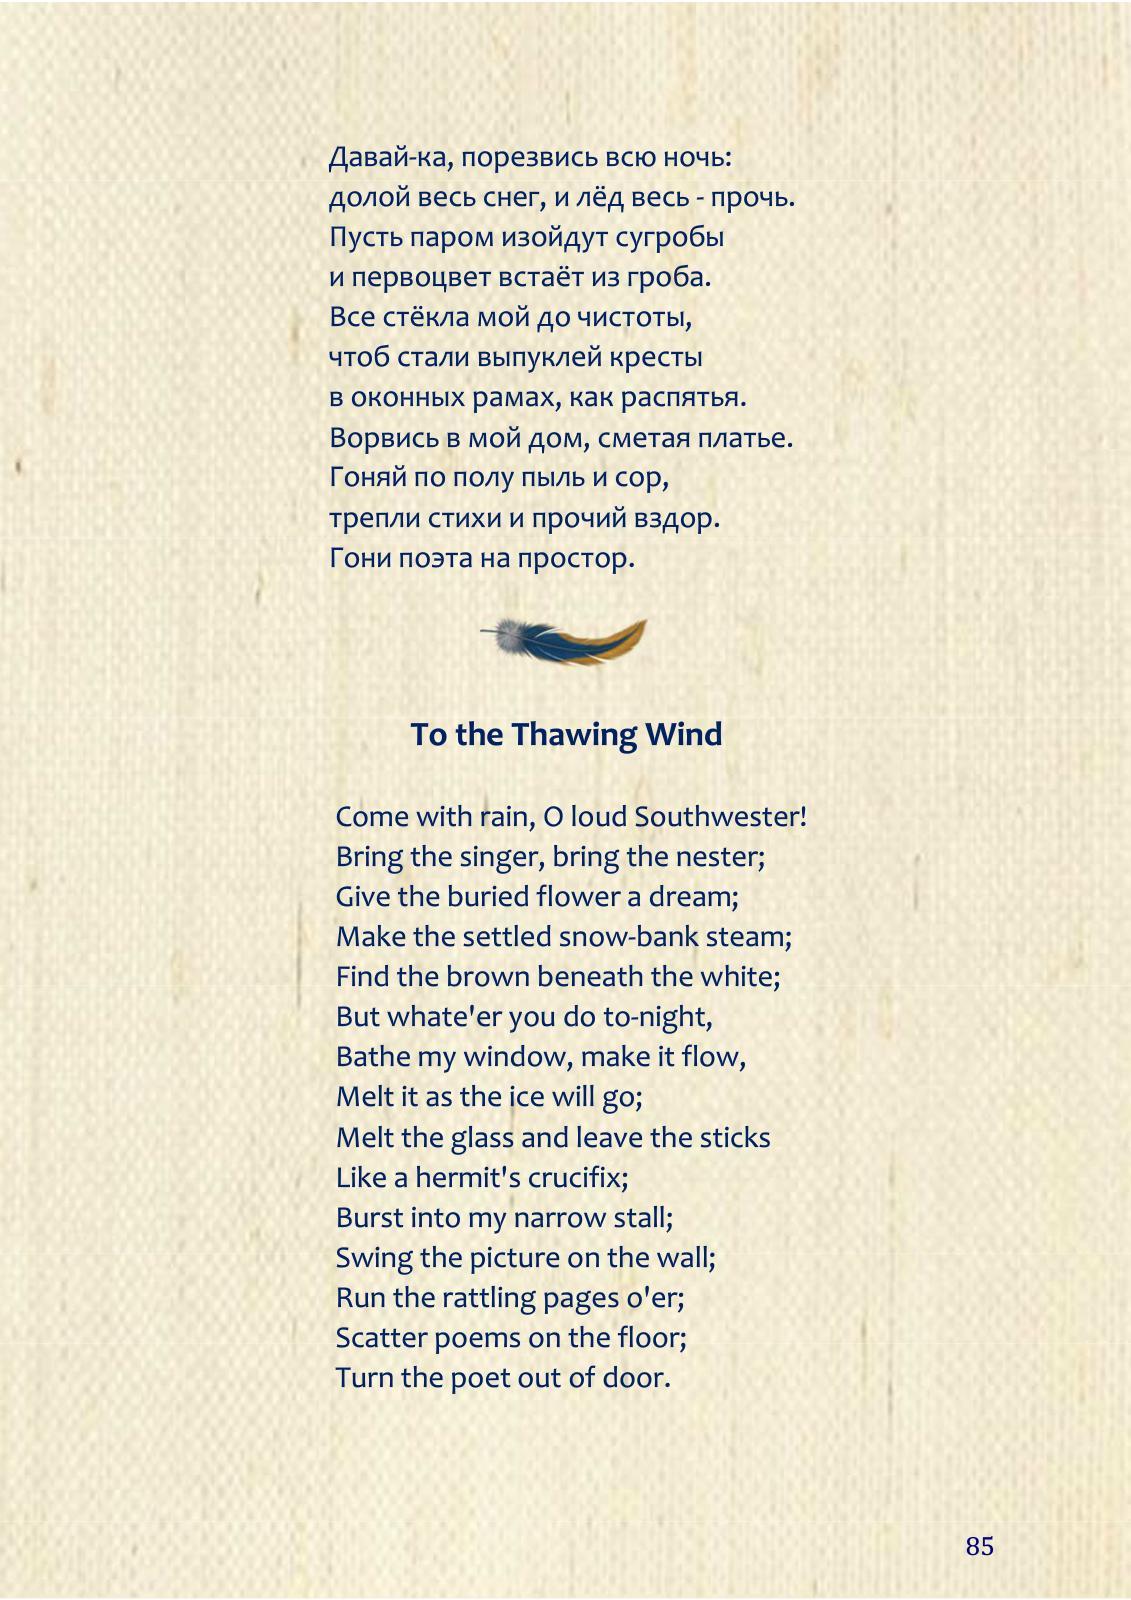 Давай-ка, порезвись всю ночь:
долой весь снег, и лёд весь - прочь.
Пусть паром изойдут сугробы
и первоцвет встаёт из гроба.
Все стёкла мой до чистоты,
чтоб стали выпуклей кресты
в оконных рамах, как распятья.
Ворвись в мой дом, сметая платье.
Гоняй по полу пыль и сор,
трепли стихи и прочий вздор.
Гони поэта на простор.
To the Thawing Wind
Come with rain, O loud Southwester!
Bring the singer, bring the nester;
Give the buried flower a dream;
Make the settled snow-bank steam;
Find the brown beneath the white;
But whate'er you do to-night,
Bathe my window, make it flow,
Melt it as the ice will go;
Melt the glass and leave the sticks
Like a hermit's crucifix;
Burst into my narrow stall;
Swing the picture on the wall;
Run the rattling pages o'er;
Scatter poems on the floor;
Turn the poet out of door.
85